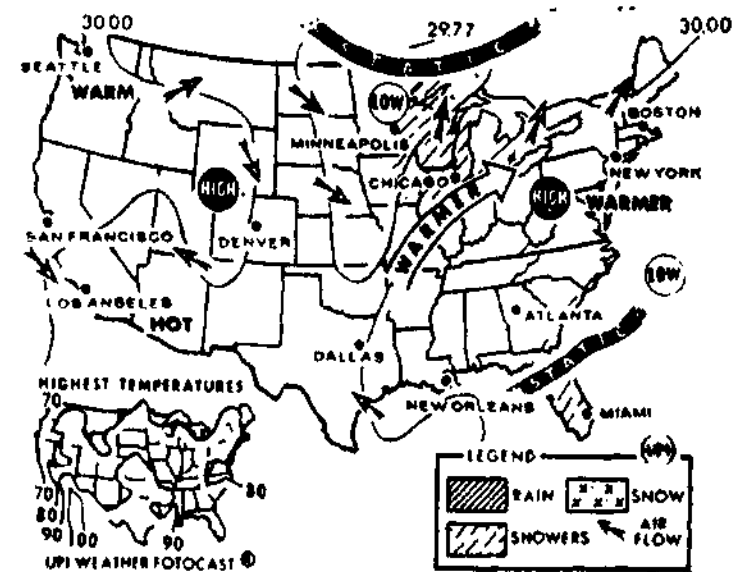 30.00
29.77
30.00
STATIC
SEATTLE
WARM
LOW
MINNEAPOLIS
BOSTON
CHICAGO
NEW YORK
HIGH
HIGH
WARMER
WARMER
SAN FRANCISCO
DENVER
LOW
LOS ANGELES
HOT
ATLANTA
DALLAS
STATIC
NEW ORLEANS
MIAMI
HIGHEST TEMPERATURES
70
70
80
90
100
90
80
UPI WEATHER FOTOCAST
LEGEND
UPI
RAIN
SNOW
SHOWERS
AIR
FLOW